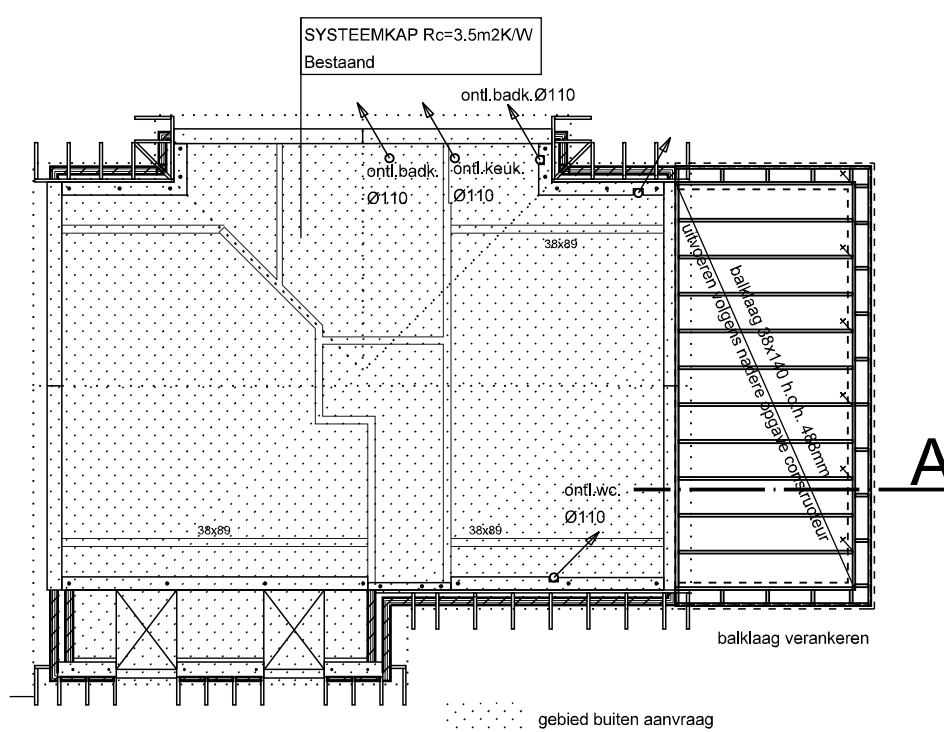 SYSTEEMKAP Rc=3.5m2K/W
Bestaand
ontl.badk.Ø110
ontl.badk.
Ø110
ontl.keuk.
Ø110
38x89
uitvoeren volgens nadere opgave constructeur
balklaag 38x140 h.o.h. 488mm
A
ontl.wc.
Ø110
38x89
38x89
balklaag verankeren
gebied buiten aanvraag